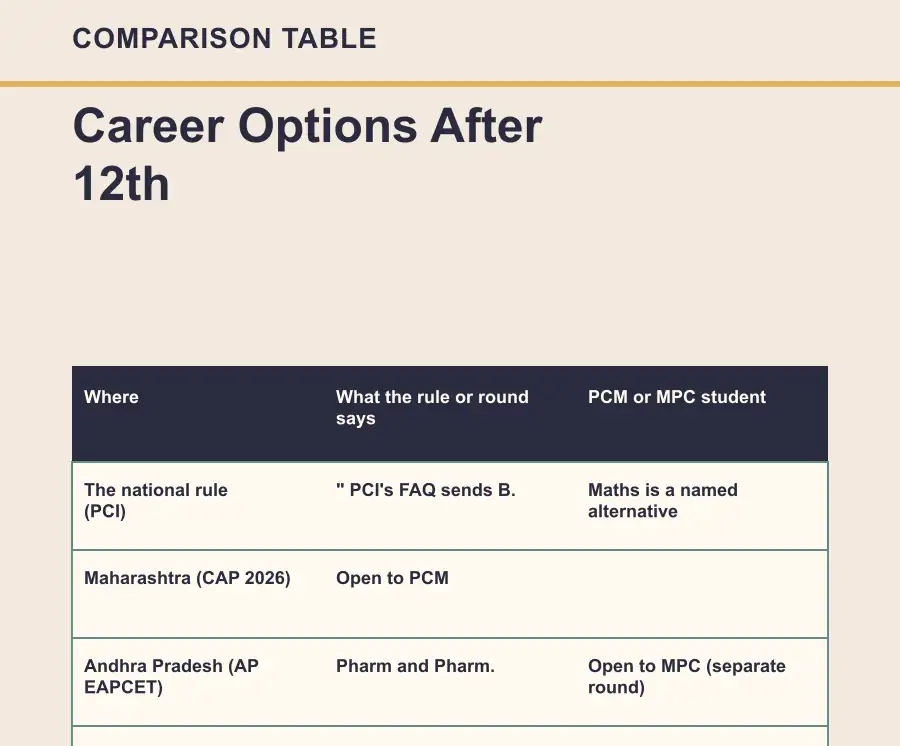 COMPARISON TABLE
Career Options After
12th
Where
What the rule or round
says
PCM or MPC student
The national rule
(PCI)
" PCI's FAQ sends B.
Maths is a named
alternative
Maharashtra (CAP 2026)
Open to PCM
Andhra Pradesh (AP
EAPCET)
Pharm and Pharm.
Open to MPC (separate
round)